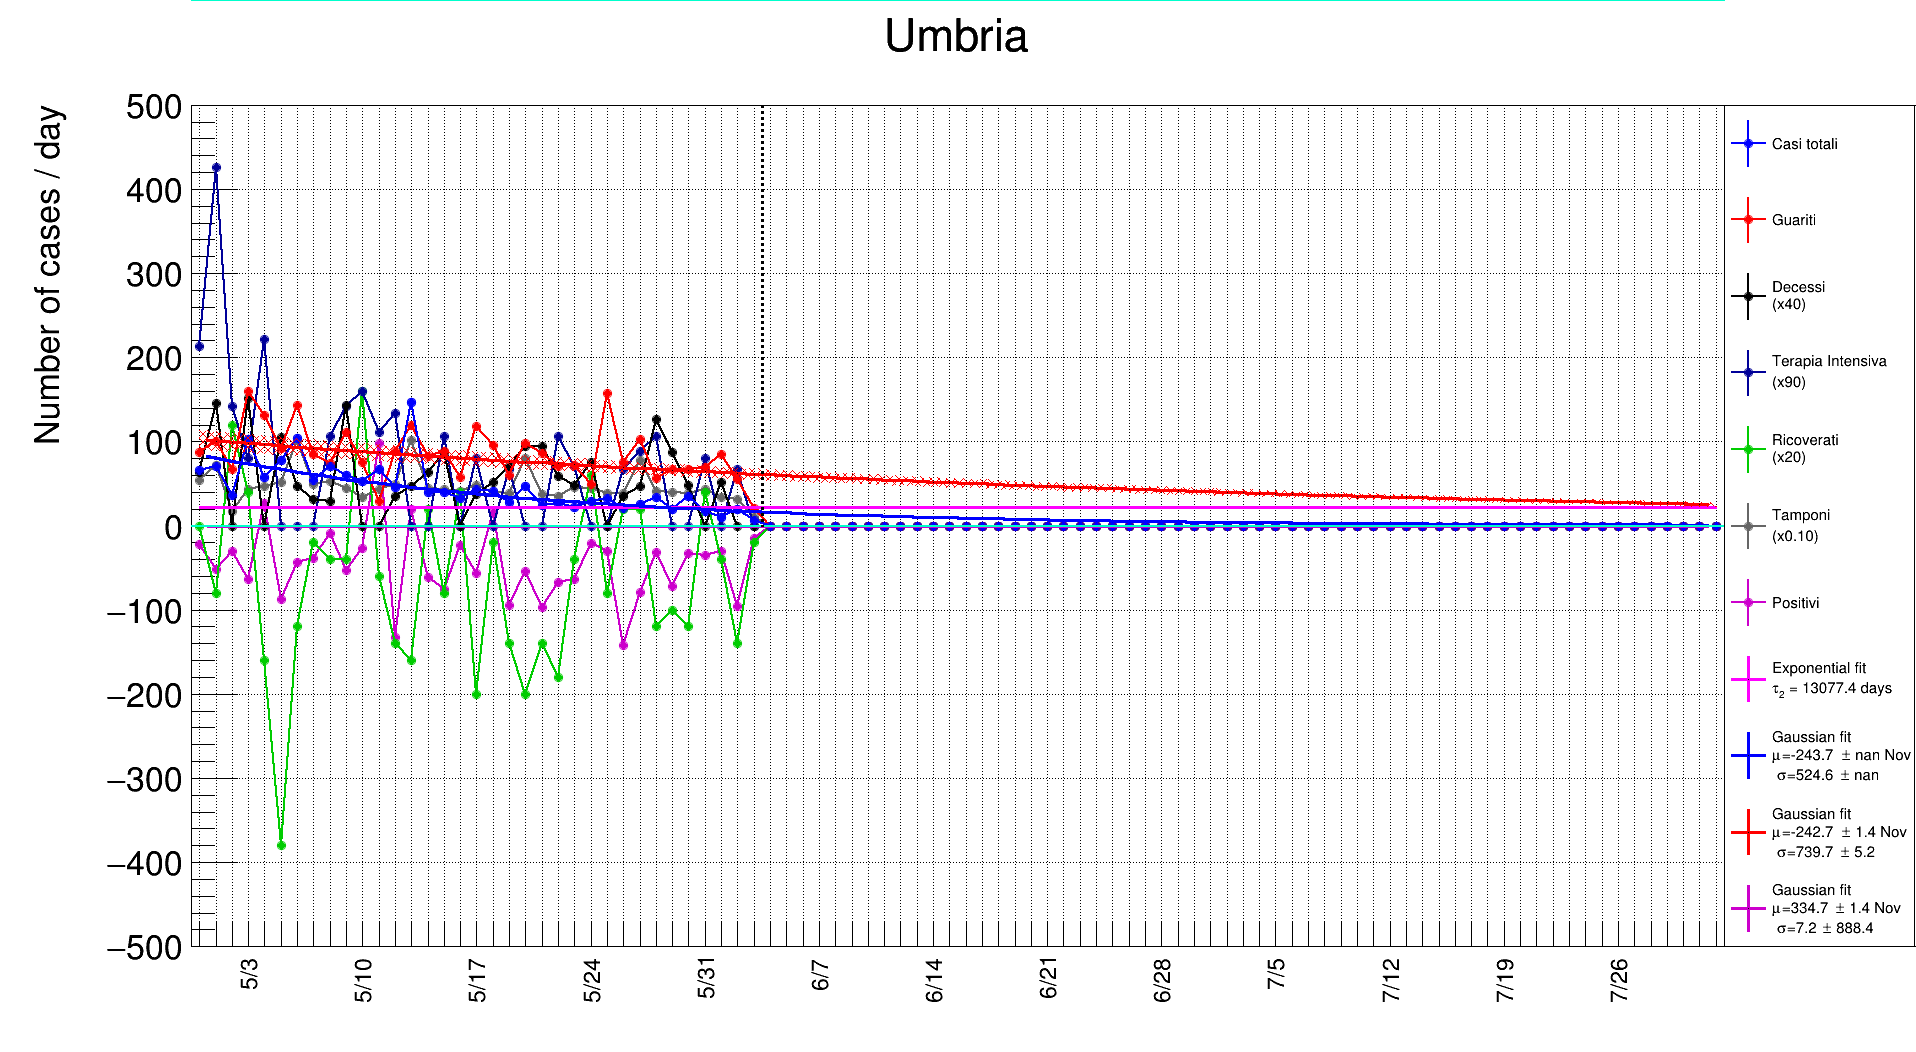 Umbria
Number of cases / day
500
400
300
200
100
0
−100
−200
−300
−400
−500
5/3
5/10
5/17
5/24
5/31
6/7
6/14
6/21
6/28
7/5
7/12
7/19
7/26
Casi totali
Guariti
Decessi
(x40)
Terapia Intensiva
(x90)
Ricoverati
(x20)
Tamponi
(x0.10)
Positivi
Exponential fit
τ₂ = 13077.4 days
Gaussian fit
μ=-243.7 ± nan Nov
σ=524.6 ± nan
Gaussian fit
μ=-242.7 ± 1.4 Nov
σ=739.7 ± 5.2
Gaussian fit
μ=334.7 ± 1.4 Nov
σ=7.2 ± 888.4